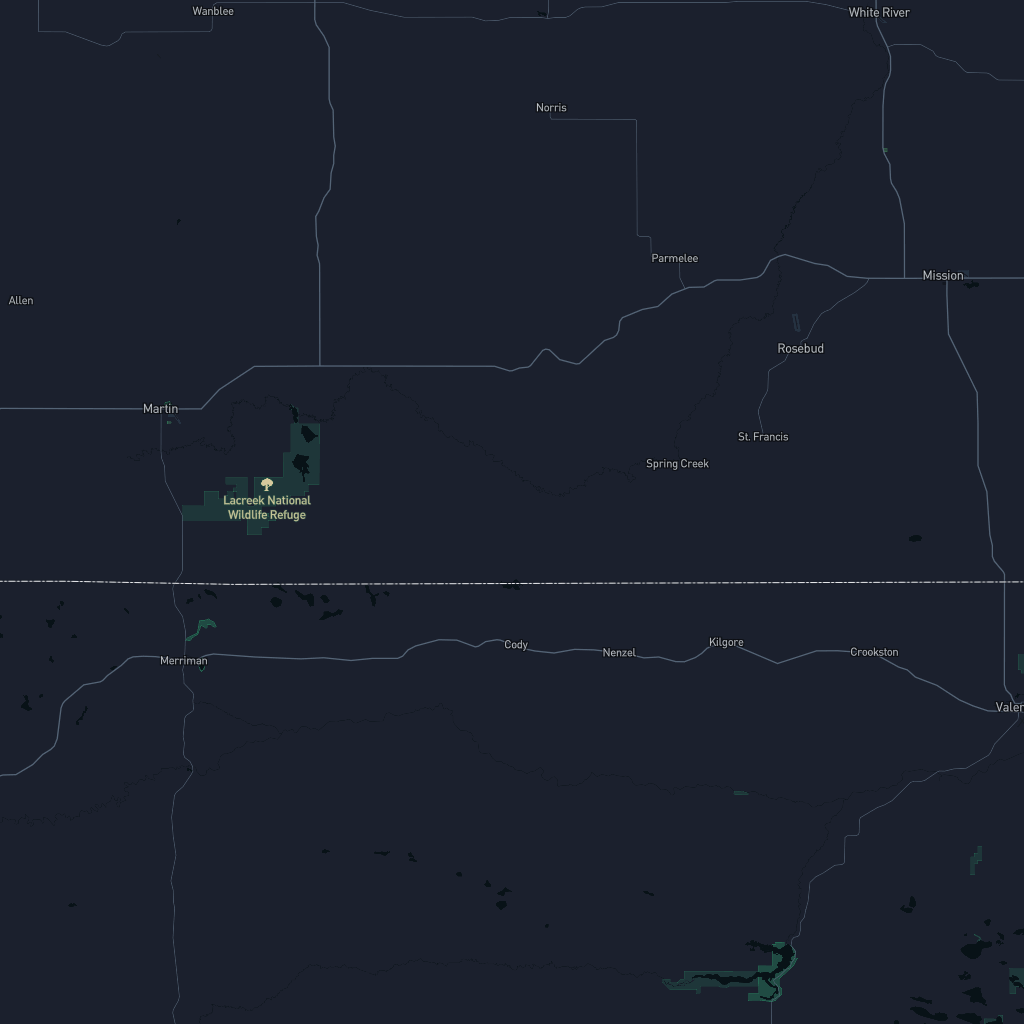 Wanblee
White River
Norris
Parmelee
Mission
Allen
Rosebud
Martin
St. Francis
Spring Creek
Lacreek National
Wildlife Refuge
Cody
Kilgore
Nenzel
Crookston
Merriman
Valen